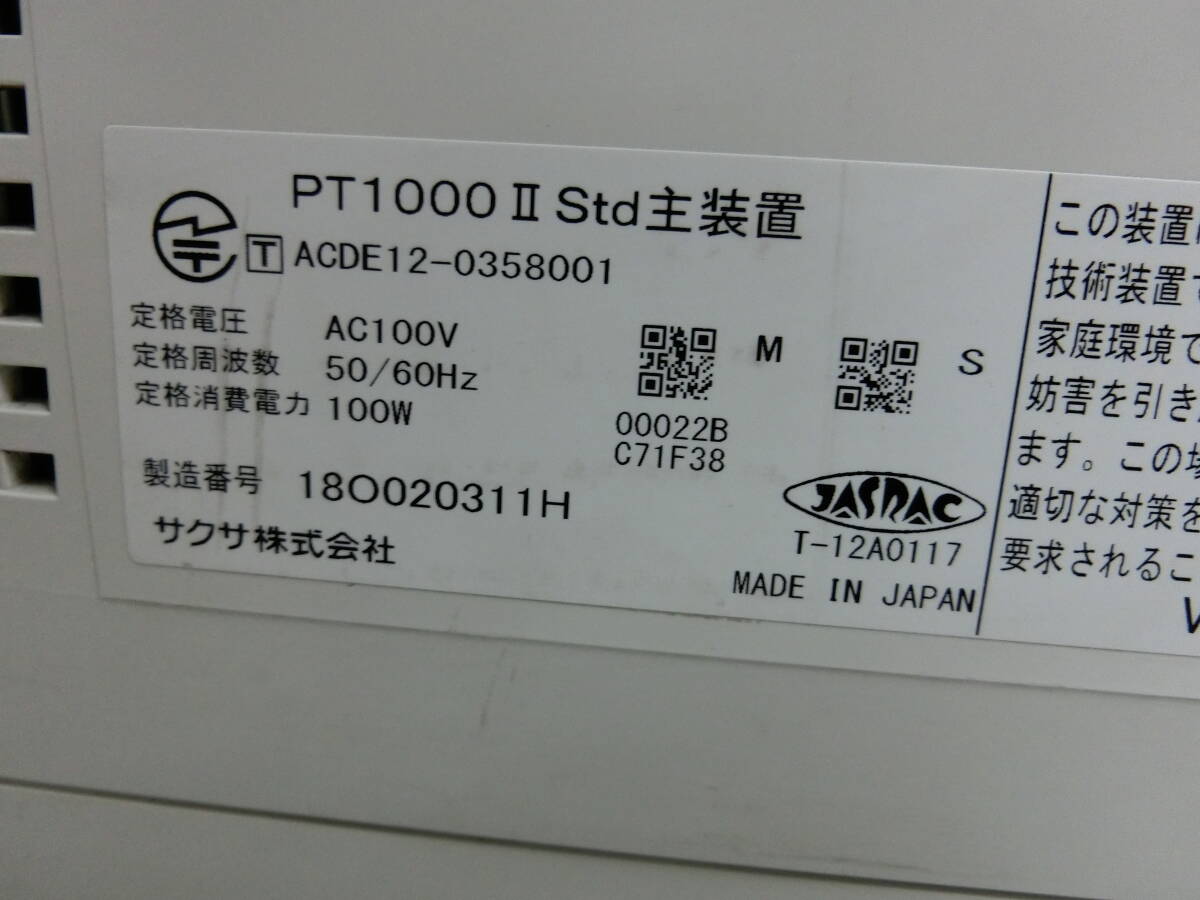 PT1000Ⅱ Std主装置
T ACDE12-0358001
定格電圧 AC100V
定格周波数 50/60Hz
定格消費電力 100W
M
S
00022B
C71F38
製造番号 18O020311H
サクサ株式会社
JASRAC
T-12A0117
MADE IN JAPAN
この装置
技術装置
家庭環境で
妨害を引き
ます。この場
適切な対策を
要求されるこ
V